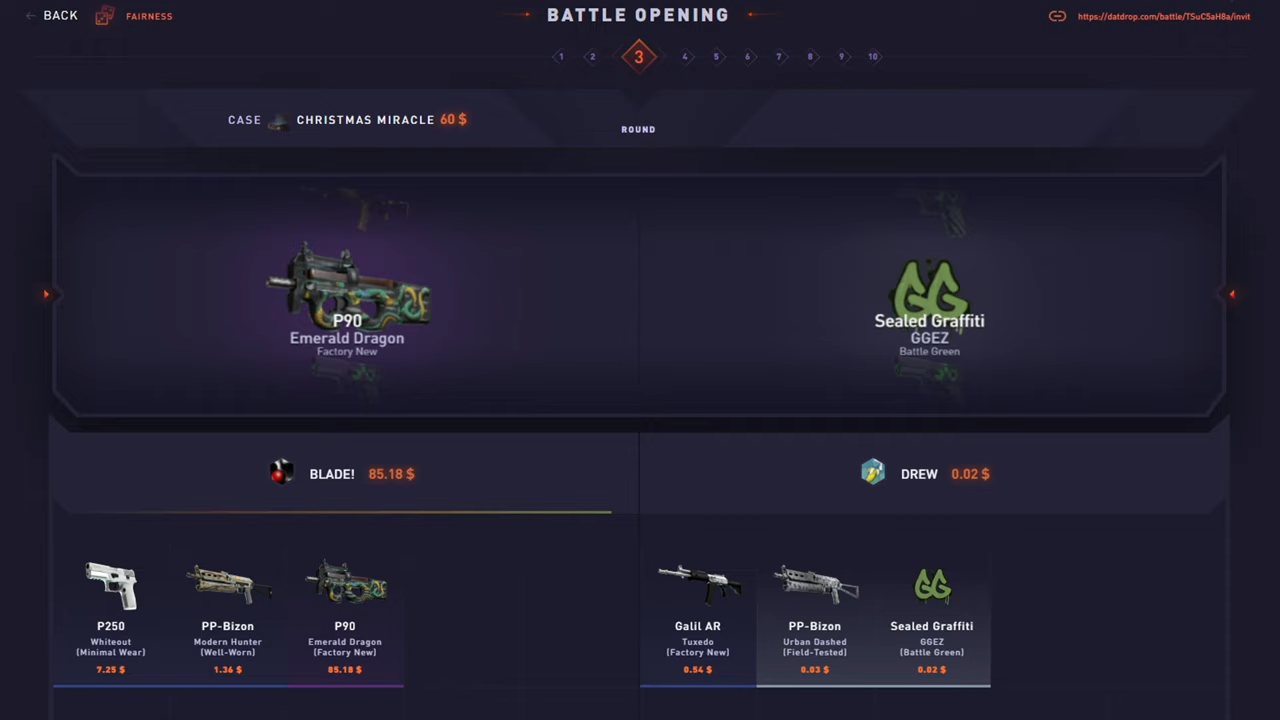 BACK
FAIRNESS
BATTLE OPENING
https://datdrop.com/battle/TSuC5aH8a/invit
1 2 3 4 5 6 7 8 9 10
CASE CHRISTMAS MIRACLE 60 $
ROUND
P90
Emerald Dragon
Factory New
GG
Sealed Graffiti
GGEZ
Battle Green
BLADE! 85.18 $
DREW 0.02 $
P250
Whiteout
(Minimal Wear)
7.25 $
PP-Bizon
Modern Hunter
(Well-Worn)
1.36 $
P90
Emerald Dragon
(Factory New)
85.18 $
Galil AR
Tuxedo
(Factory New)
0.54 $
PP-Bizon
Urban Dashed
(Field-Tested)
0.03 $
GG
Sealed Graffiti
GGEZ
(Battle Green)
0.02 $